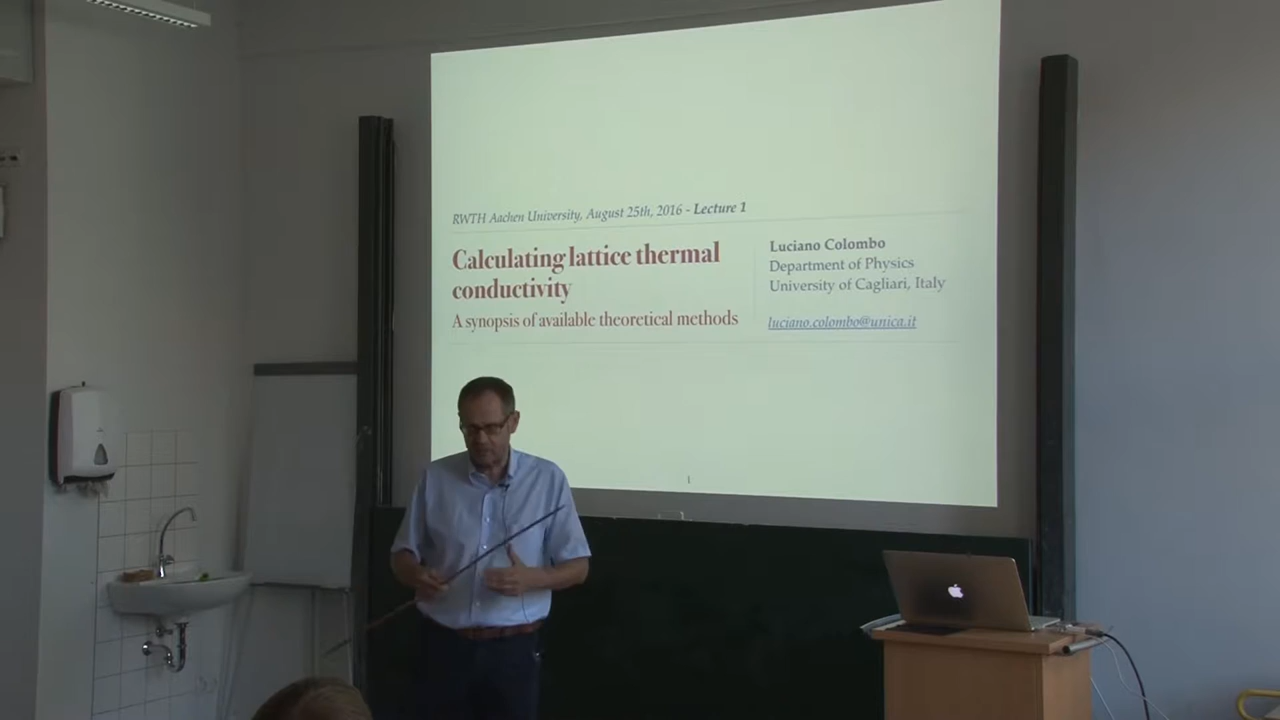 RWTH Aachen University, August 25th, 2016 - Lecture 1
Calculating lattice thermal
conductivity
A synopsis of available theoretical methods
Luciano Colombo
Department of Physics
University of Cagliari, Italy
luciano.colombo@unica.it
1